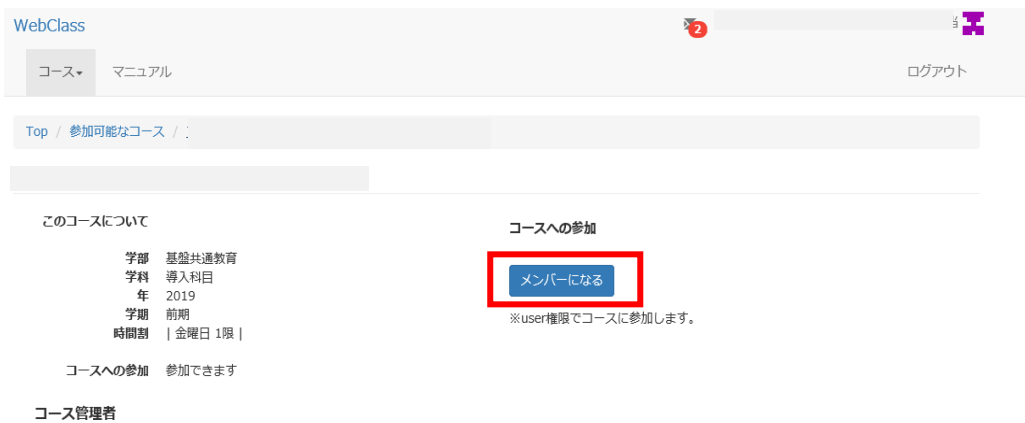 WebClass
2
コース▾ マニュアル ログアウト
Top / 参加可能なコース /
このコースについて
学部 基盤共通教育
学科 導入科目
年 2019
学期 前期
時間割 | 金曜日 1限 |
コースへの参加 参加できます
コース管理者
コースへの参加
メンバーになる
※user権限でコースに参加します。